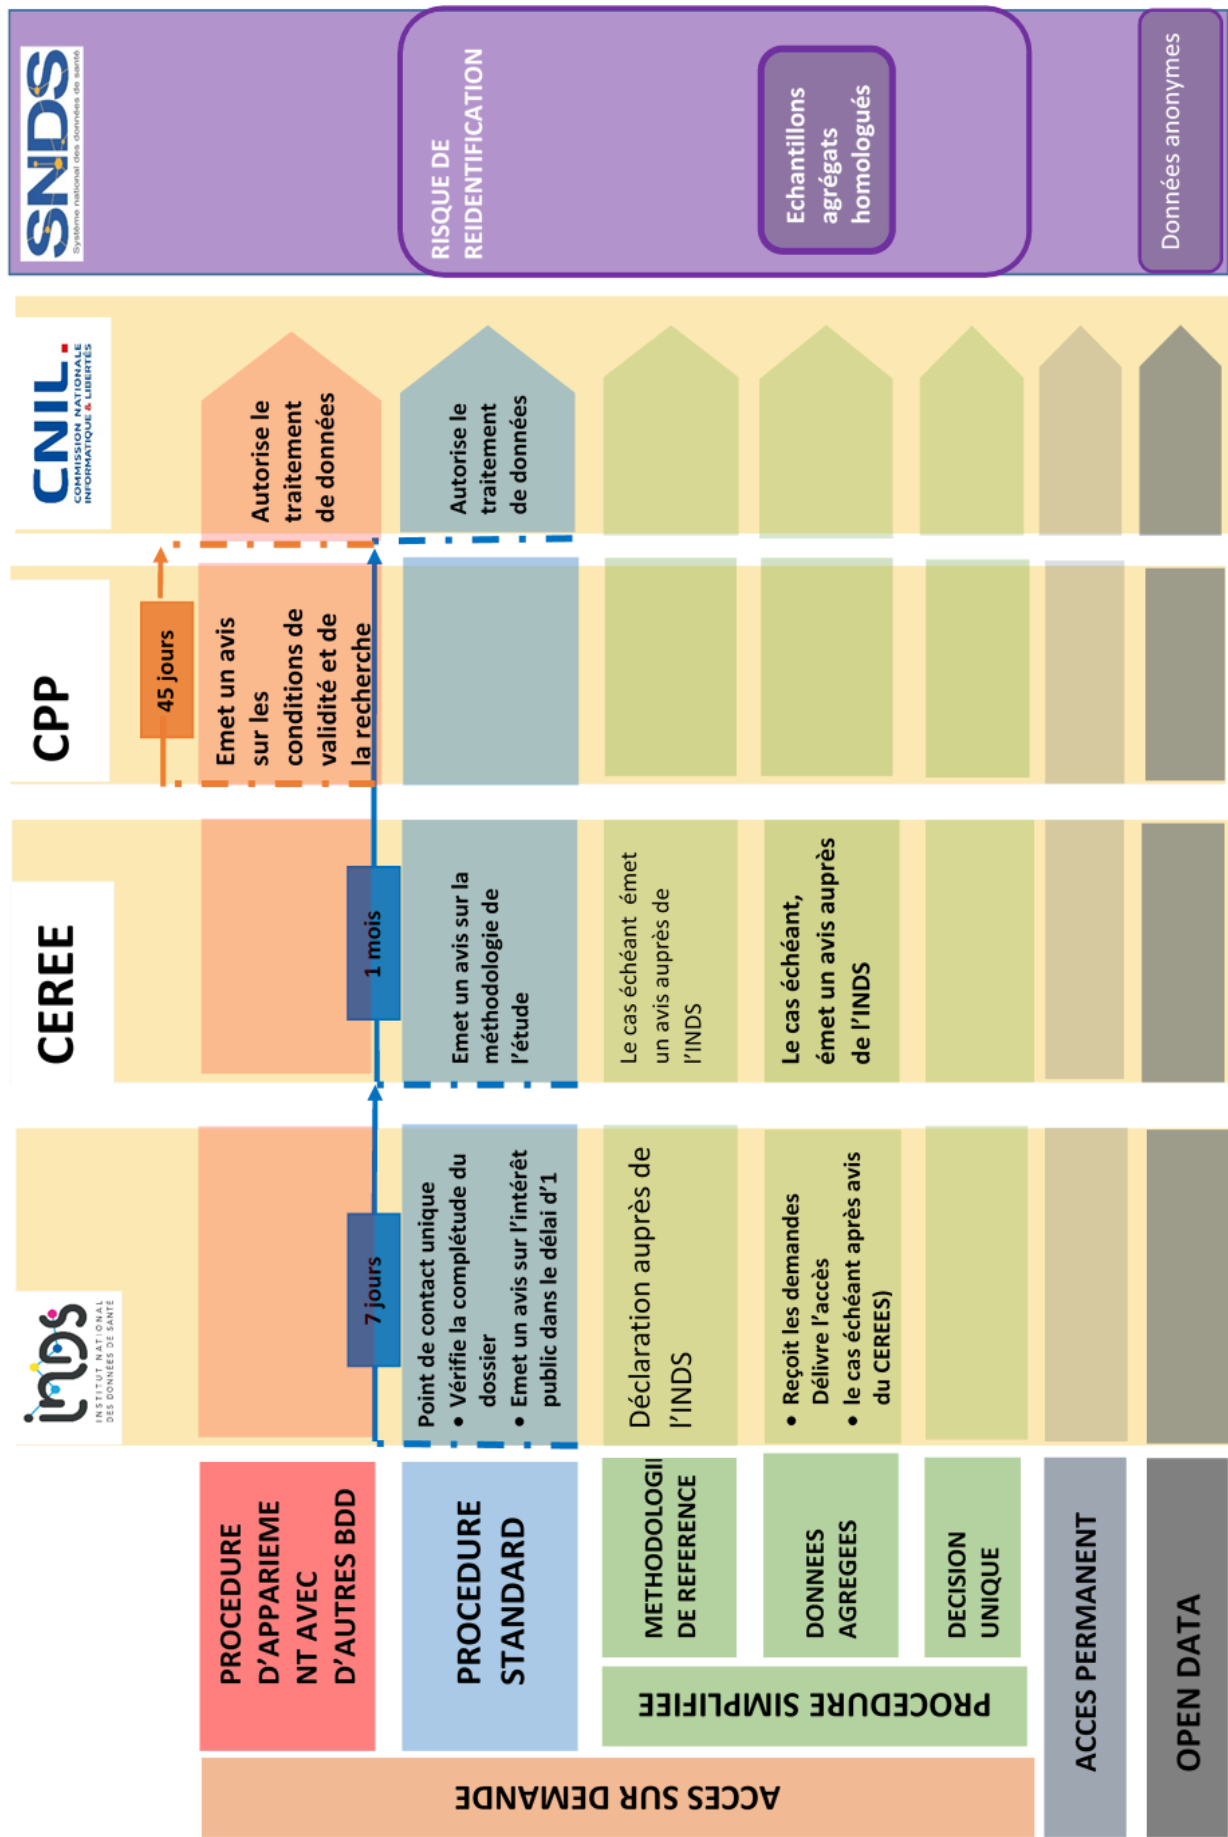 inDS
INSTITUT NATIONAL
DES DONNÉES DE SANTÉ
CEREE
CPP
CNIL.
COMMISSION NATIONALE
INFORMATIQUE & LIBERTÉS
SNDS
Système national des données de santé
45 jours
ACCES SUR DEMANDE
PROCEDURE
D'APPARIEME
NT AVEC
D'AUTRES BDD
Emet un avis
sur les
conditions de
validité et de
la recherche
Autorise le
traitement
de données
7 jours
1 mois
PROCEDURE
STANDARD
Point de contact unique
• Vérifie la complétude du
dossier
• Emet un avis sur l'intérêt
public dans le délai d'1
Emet un avis sur la
méthodologie de
l'étude
Autorise le
traitement
de données
RISQUE DE
REIDENTIFICATION
PROCEDURE SIMPLIFIEE
METHODOLOGI
DE REFERENCE
Déclaration auprès de
l'INDS
Le cas échéant émet
un avis auprès de
l'INDS
DONNEES
AGREGEES
• Reçoit les demandes
Délivre l'accès
• le cas échéant après avis
du CEREES)
Le cas échéant,
émet un avis auprès
de l'INDS
Echantillons
agrégats
homologués
DECISION
UNIQUE
ACCES PERMANENT
OPEN DATA
Données anonymes